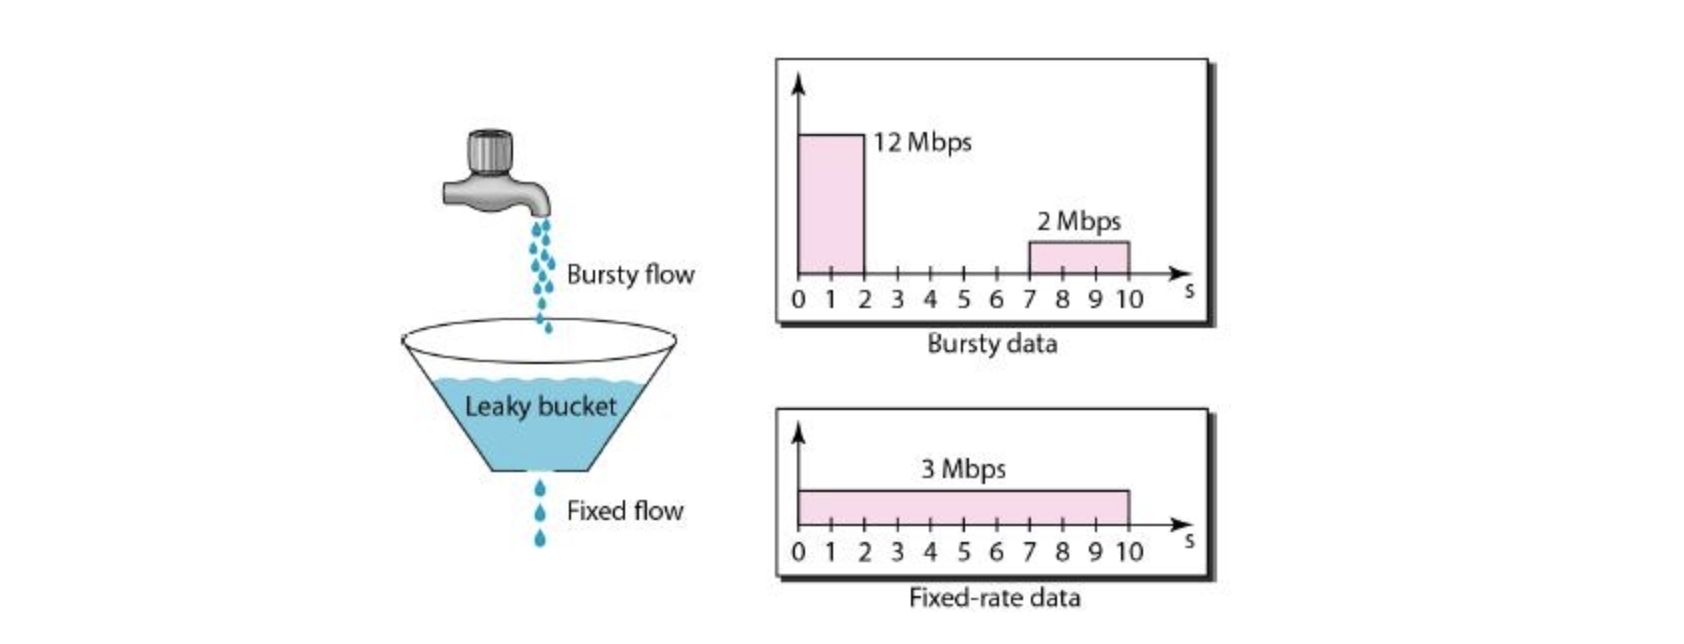 Bursty flow
Leaky bucket
Fixed flow
12 Mbps
2 Mbps
0 1 2 3 4 5 6 7 8 9 10 s
Bursty data
3 Mbps
0 1 2 3 4 5 6 7 8 9 10 s
Fixed-rate data